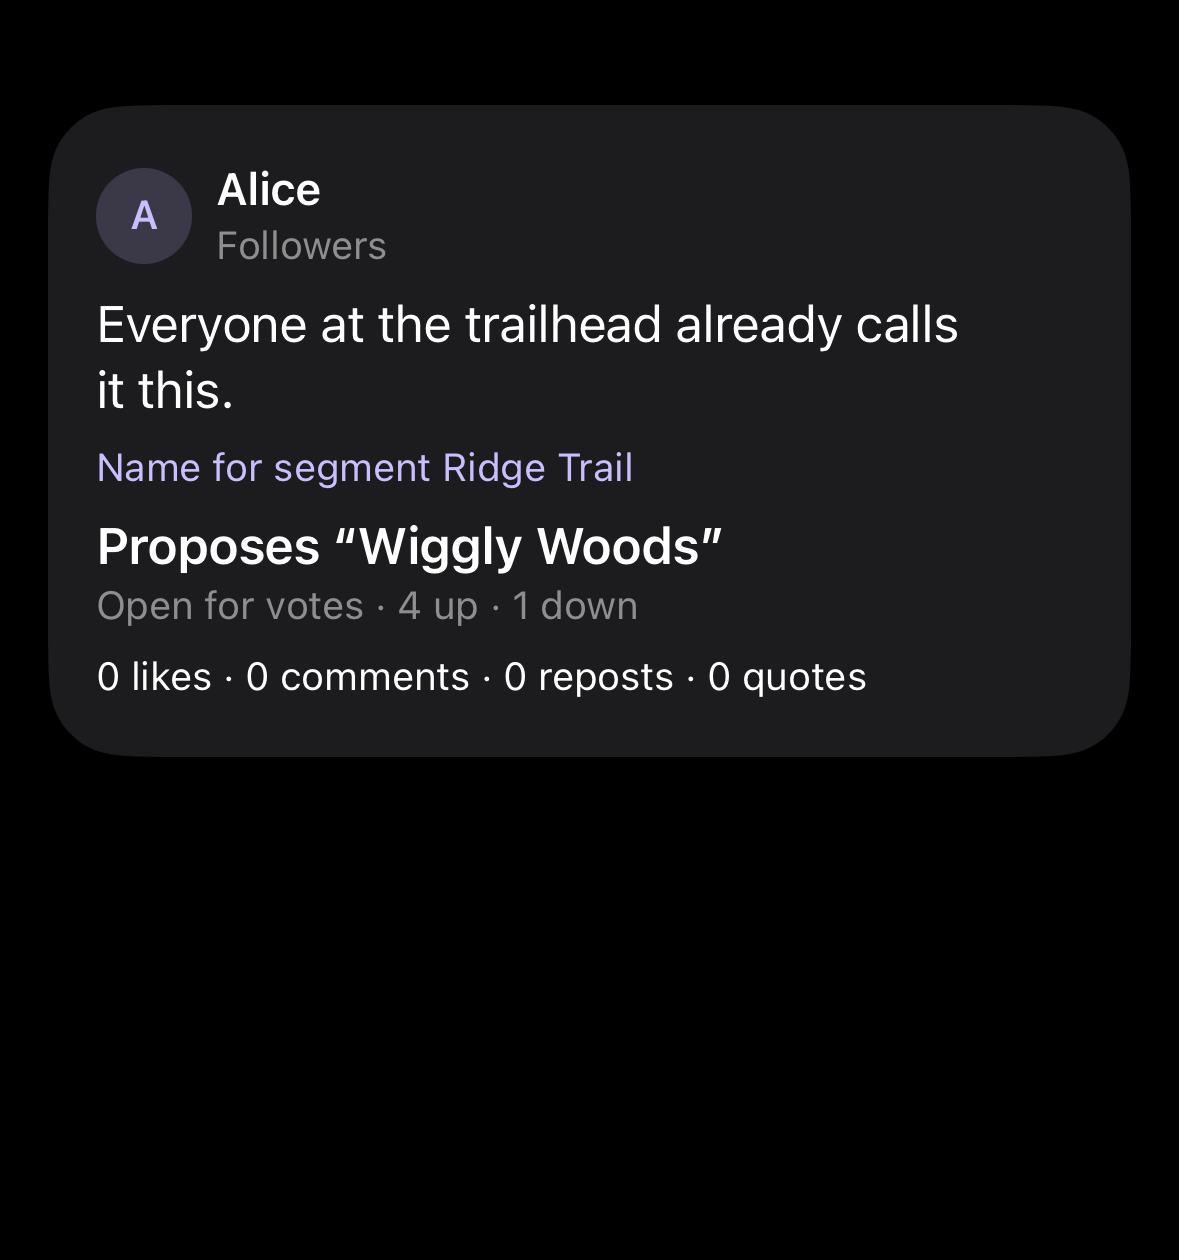 A
Alice
Followers
Everyone at the trailhead already calls
it this.
Name for segment Ridge Trail
Proposes “Wiggly Woods”
Open for votes · 4 up · 1 down
0 likes · 0 comments · 0 reposts · 0 quotes